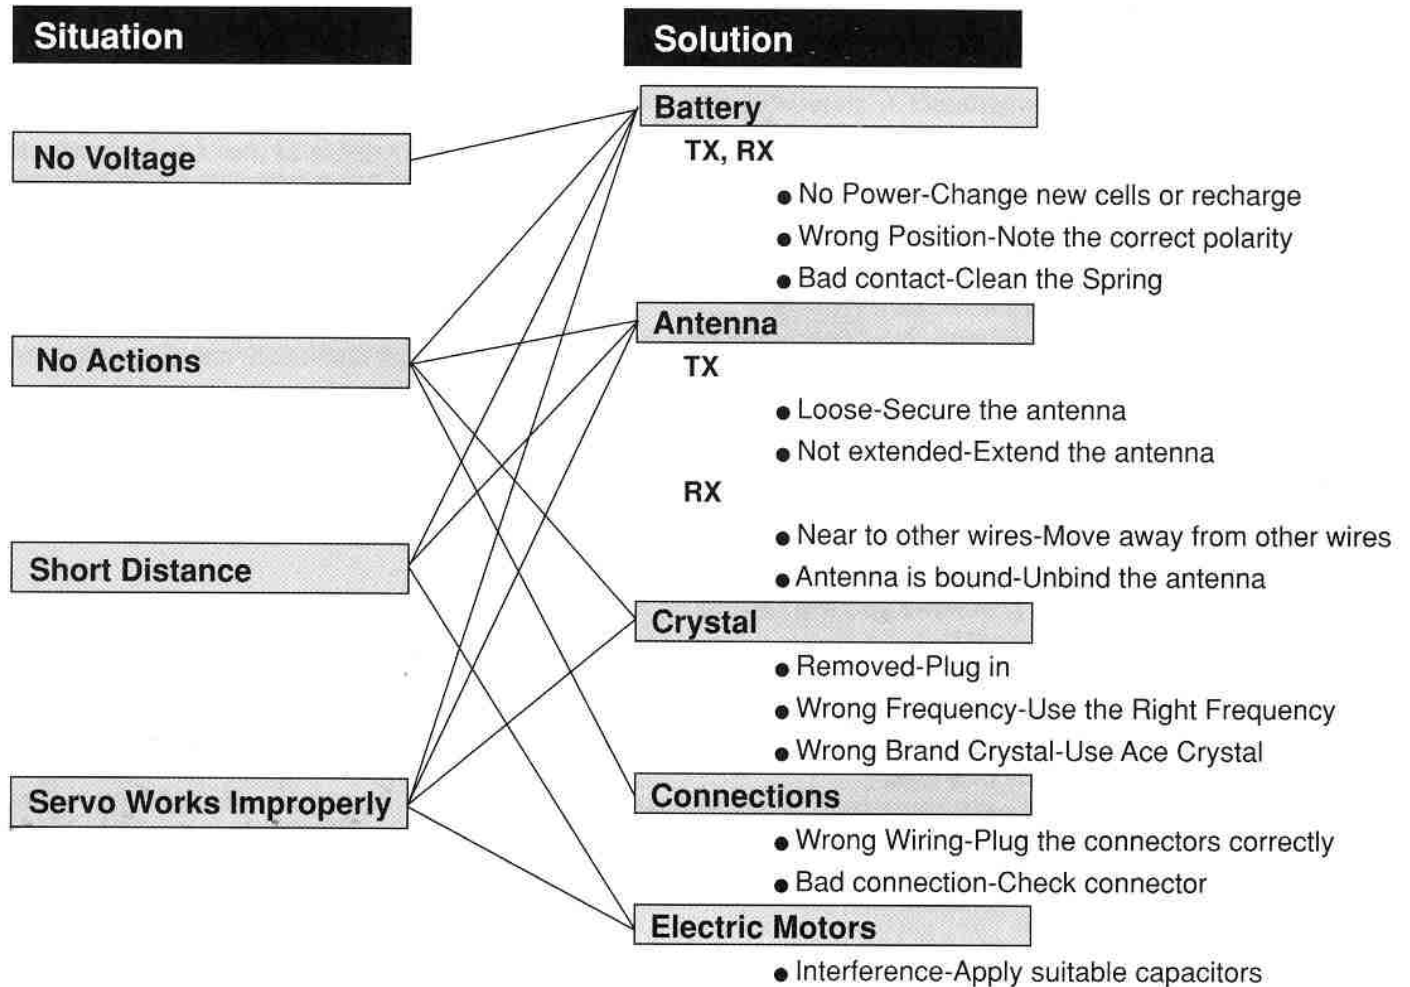 Situation
Solution
Battery
No Voltage
TX, RX
● No Power-Change new cells or recharge
● Wrong Position-Note the correct polarity
● Bad contact-Clean the Spring
Antenna
No Actions
TX
● Loose-Secure the antenna
● Not extended-Extend the antenna
RX
● Near to other wires-Move away from other wires
Short Distance
● Antenna is bound-Unbind the antenna
Crystal
● Removed-Plug in
● Wrong Frequency-Use the Right Frequency
● Wrong Brand Crystal-Use Ace Crystal
Servo Works Improperly
Connections
● Wrong Wiring-Plug the connectors correctly
● Bad connection-Check connector
Electric Motors
● Interference-Apply suitable capacitors